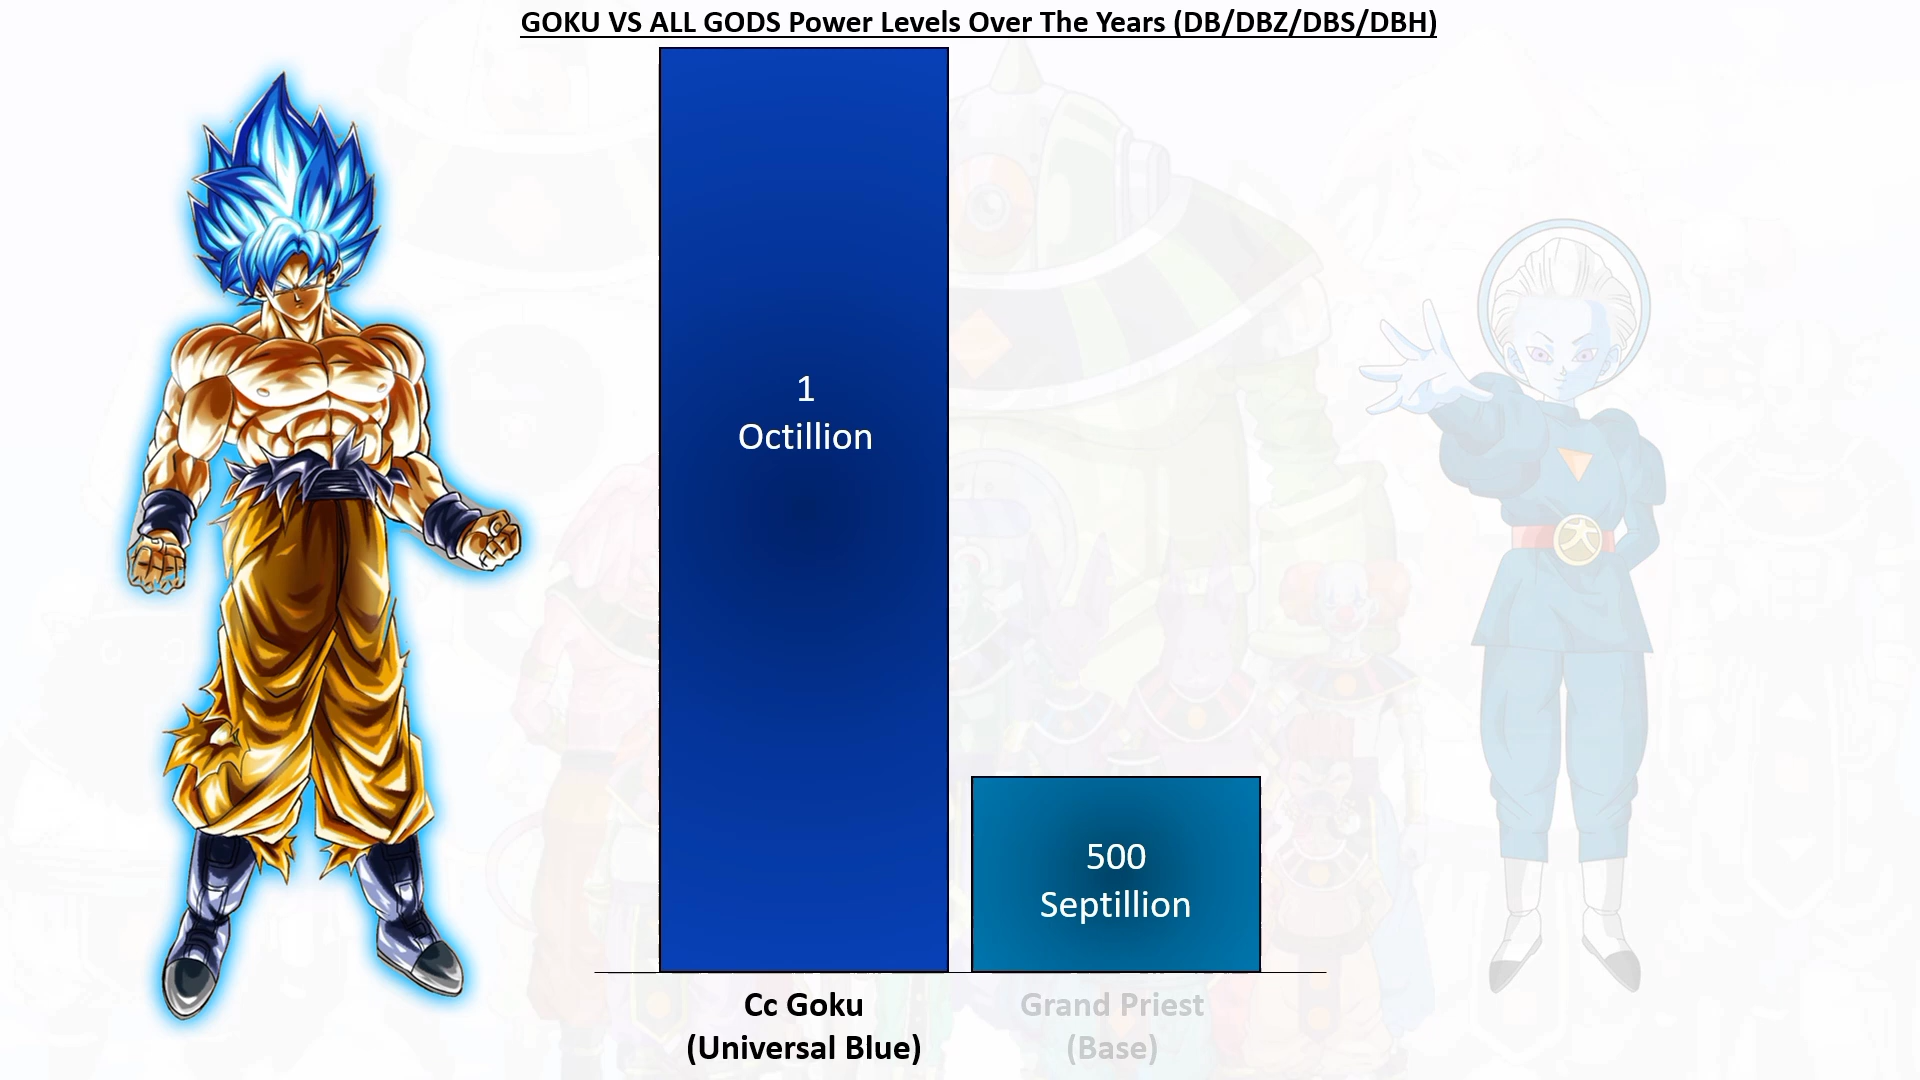 GOKU VS ALL GODS Power Levels Over The Years (DB/DBZ/DBS/DBH)
1
Octillion
大
500
Septillion
Cc Goku
(Universal Blue)
Grand Priest
(Base)